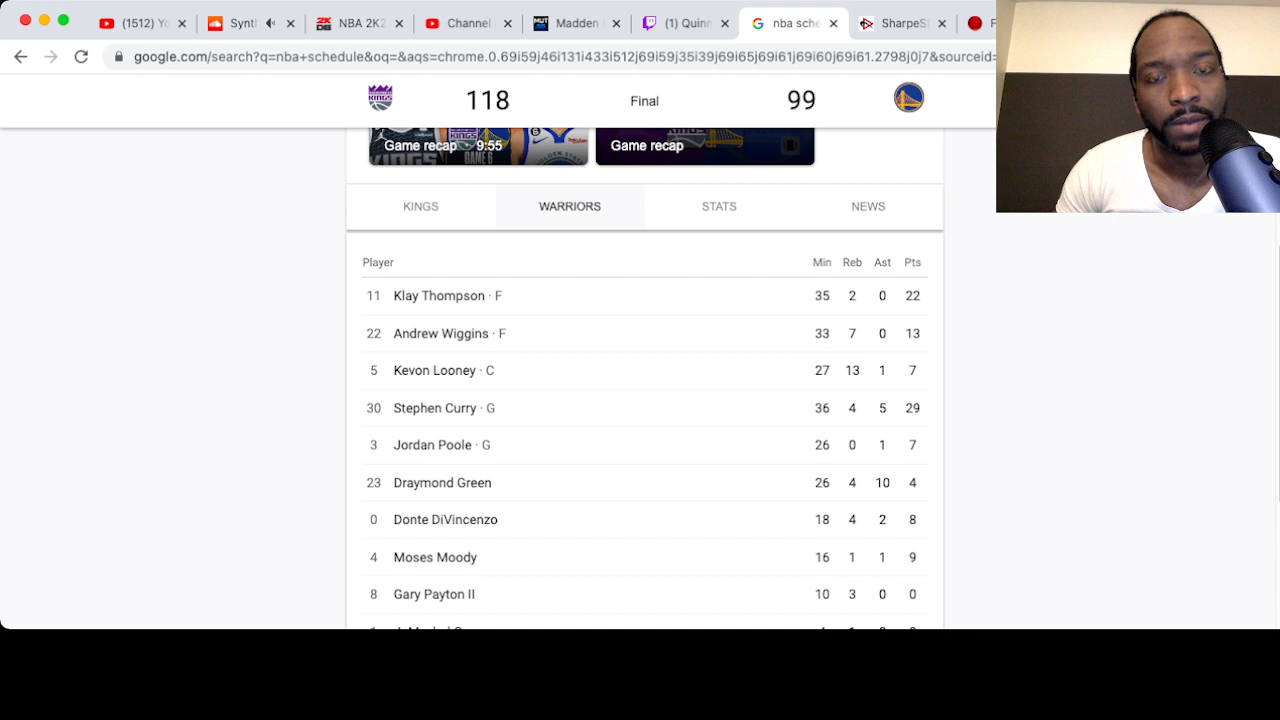 (1512) Yo
Synth
NBA 2K2
Channel
Madden
(1) Quinn
nba sche
SharpeS
google.com/search?q=nba+schedule&oq=&aqs=chrome.0.69i59j46i131i433i512j69i59j35i39j69i65j69i61j69i60j69i61.2798j0j7&sourceid=
KINGS
118
Final
99
Game recap 9:55
GAME 6
Game recap
KINGS WARRIORS STATS NEWS
Player Min Reb Ast Pts
11 Klay Thompson · F 35 2 0 22
22 Andrew Wiggins · F 33 7 0 13
5 Kevon Looney · C 27 13 1 7
30 Stephen Curry · G 36 4 5 29
3 Jordan Poole · G 26 0 1 7
23 Draymond Green 26 4 10 4
0 Donte DiVincenzo 18 4 2 8
4 Moses Moody 16 1 1 9
8 Gary Payton II 10 3 0 0